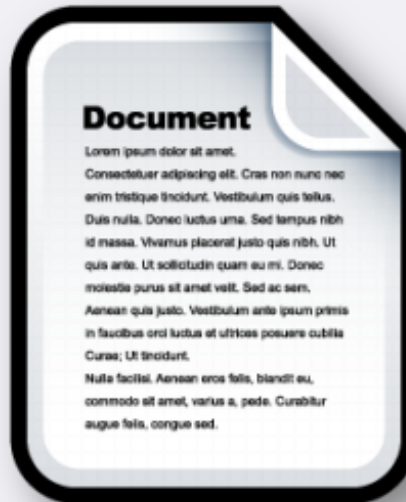 Document
Lorem ipsum dolor sit amet.
Consectetuer adipiscing elit. Cras non nunc nec
enim tristique tincidunt. Vestibulum quis tellus.
Duis nulla. Donec luctus urna. Sed tempus nibh
id massa. Vivamus placerat justo quis nibh. Ut
quis ante. Ut sollicitudin quam eu mi. Donec
molestie purus sit amet velit. Sed ac sem.
Aenean quis justo. Vestibulum ante ipsum primis
in faucibus orci luctus et ultrices posuere cubilia
Curae; Ut tincidunt.
Nulla facilisi. Aenean eros felis, blandit eu,
commodo sit amet, varius a, pede. Curabitur
augue felis, congue sed.